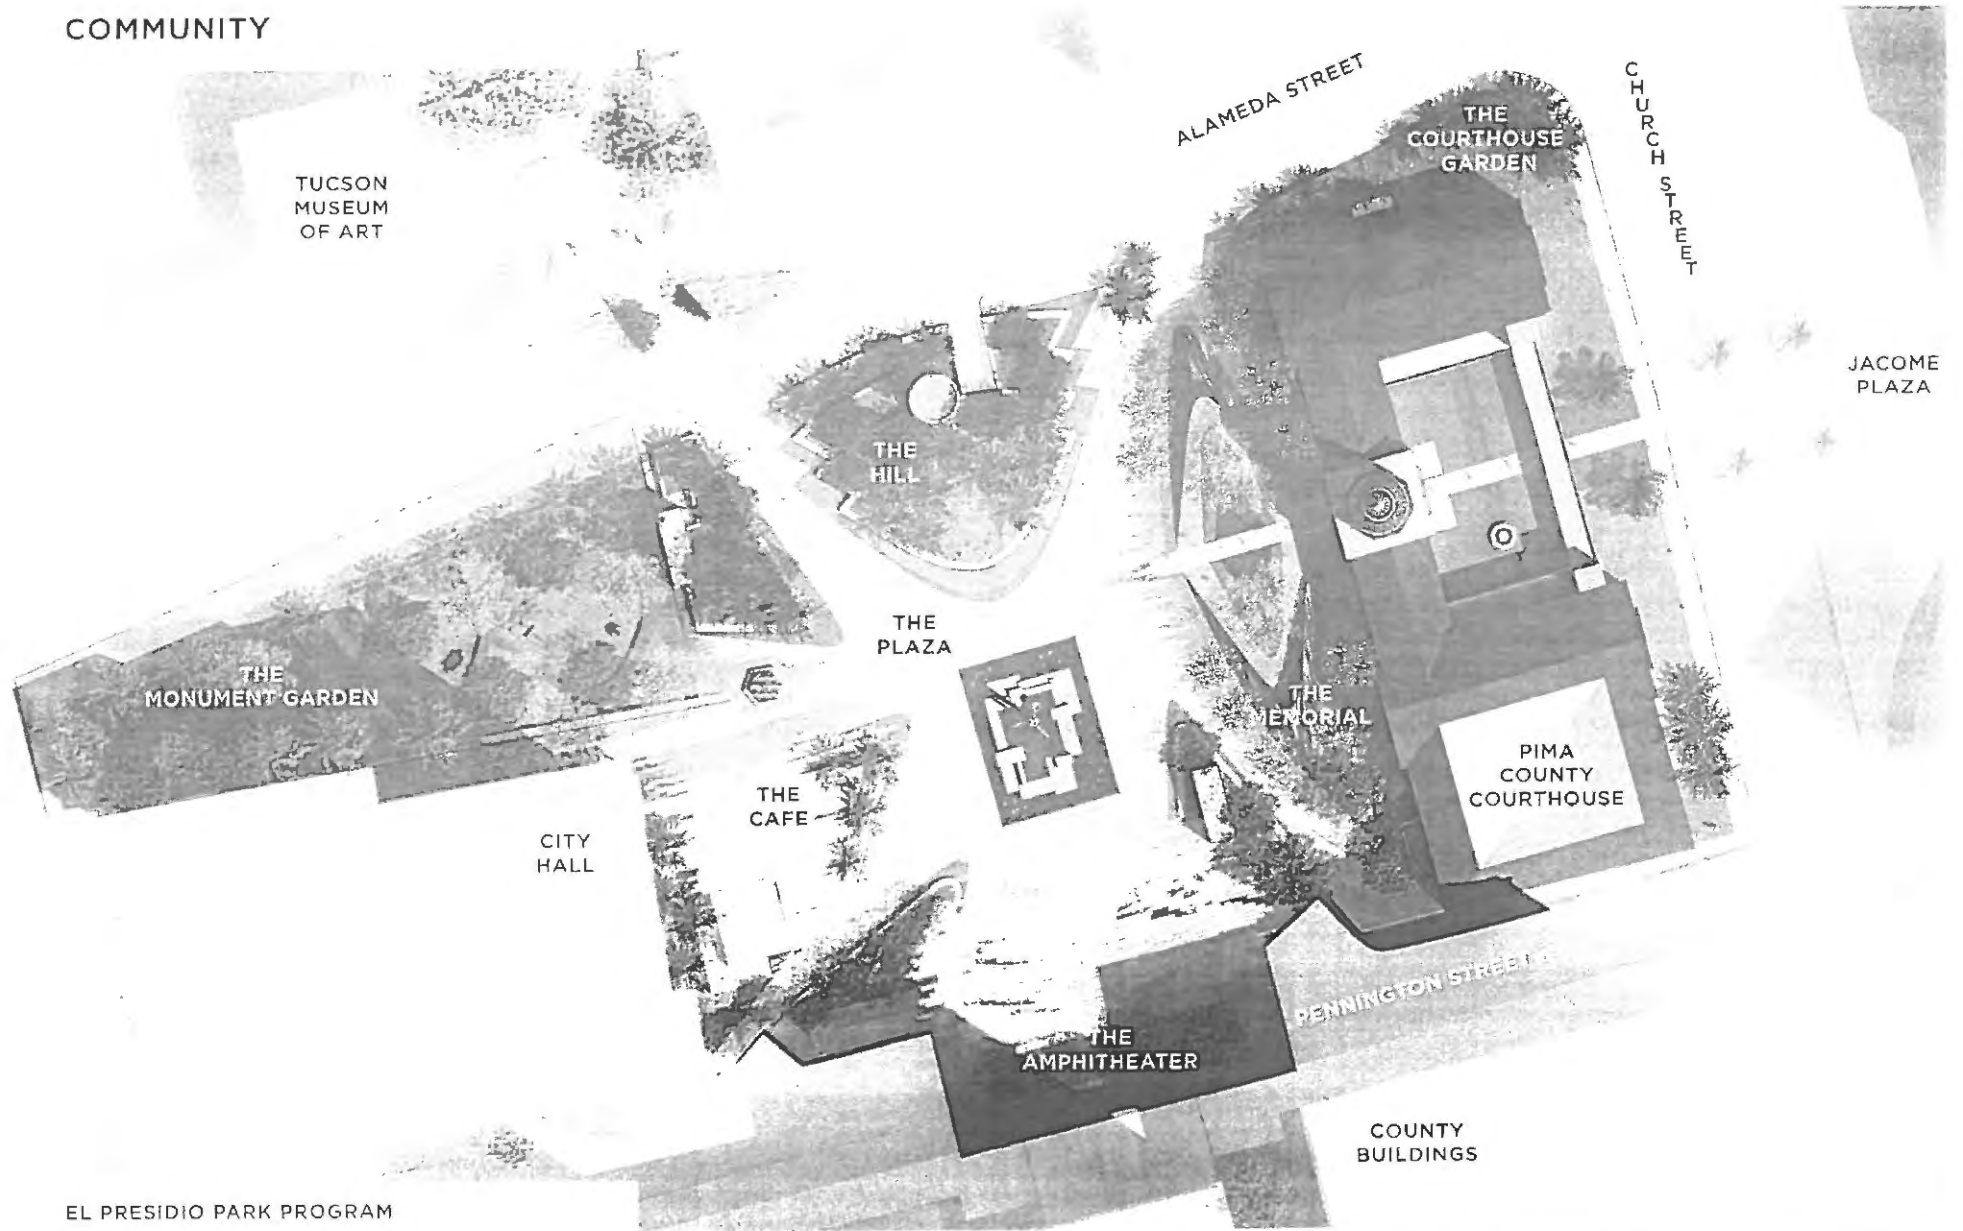 COMMUNITY
ALAMEDA STREET
CHURCH STREET
THE
COURTHOUSE
GARDEN
TUCSON
MUSEUM
OF ART
JACOME
PLAZA
THE
HILL
THE
PLAZA
THE
MONUMENT GARDEN
THE
MEMORIAL
PIMA
COUNTY
COURTHOUSE
THE
CAFE
CITY
HALL
PENNINGTON STREET
THE
AMPHITHEATER
COUNTY
BUILDINGS
EL PRESIDIO PARK PROGRAM